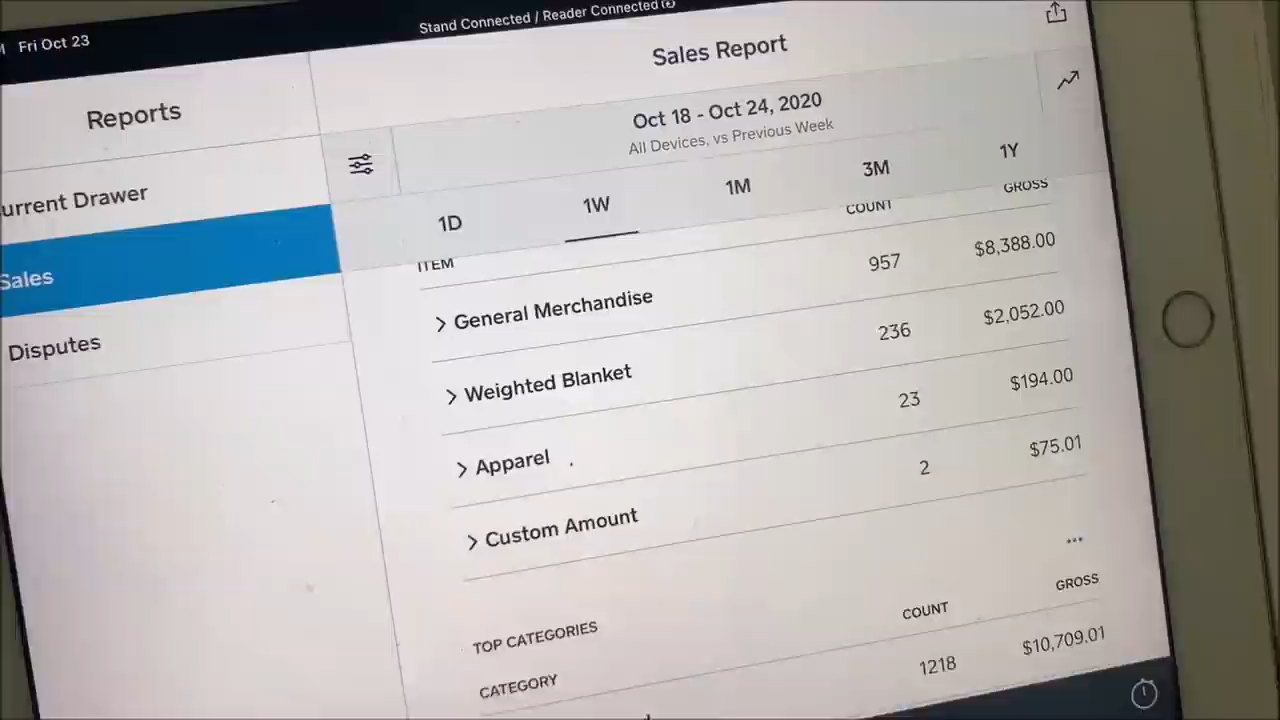 Fri Oct 23
Stand Connected / Reader Connected
Reports
Sales Report
Oct 18 - Oct 24, 2020
All Devices, vs Previous Week
urrent Drawer
Sales
Disputes
1D 1W 1M 3M 1Y
ITEM COUNT GROSS
General Merchandise 957 $8,388.00
Weighted Blanket 236 $2,052.00
Apparel 23 $194.00
Custom Amount 2 $75.01
TOP CATEGORIES
CATEGORY COUNT GROSS
1218 $10,709.01